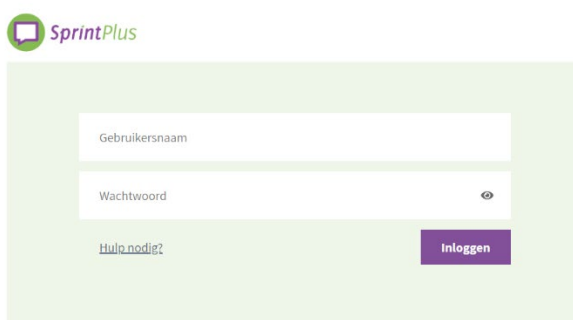 SprintPlus
Gebruikersnaam
Wachtwoord
Hulp nodig?
Inloggen